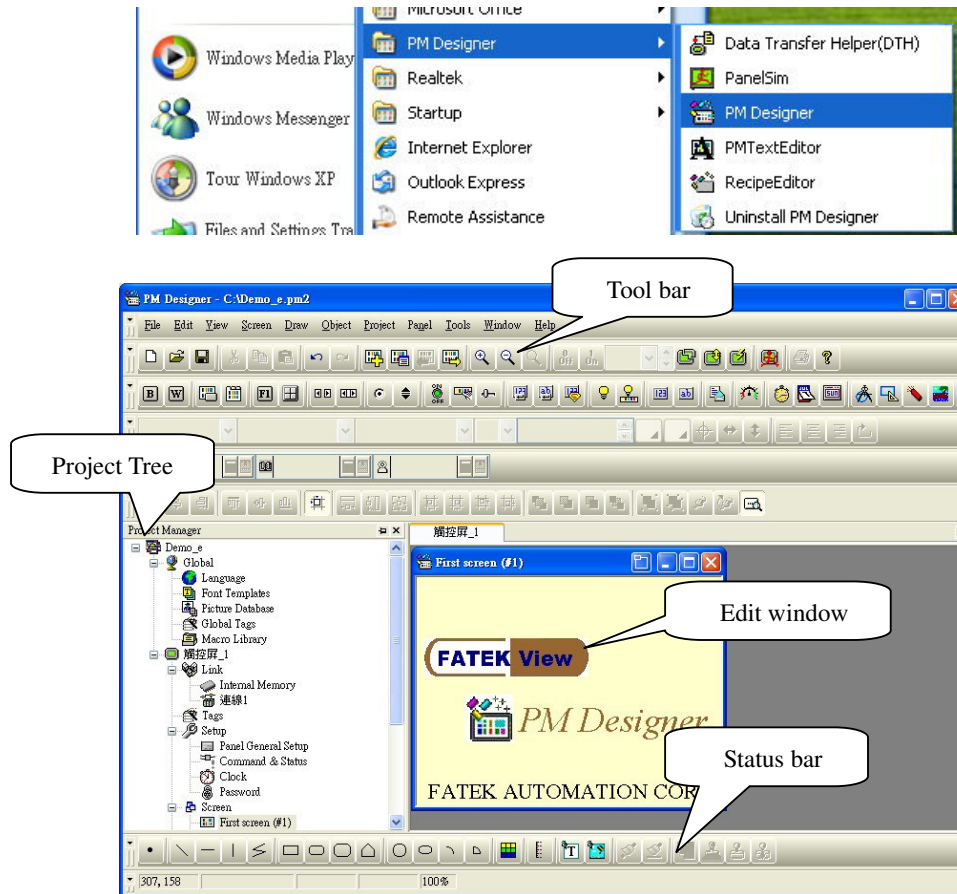 Microsoft Office
Windows Media Play
PM Designer
Data Transfer Helper(DTH)
Realtek
PanelSim
Windows Messenger
Startup
PM Designer
Internet Explorer
PMTextEditor
Tour Windows XP
Outlook Express
RecipeEditor
Files and Settings Tra
Remote Assistance
Uninstall PM Designer
Tool bar
PM Designer - C:\Demo_e.pm2
File Edit View Screen Draw Object Project Panel Tools Window Help
Project Tree
Project Manager
觸控屏_1
Demo_e
Global
Language
Font Templates
Picture Database
Global Tags
Macro Library
觸控屏_1
Link
Internal Memory
連線1
Tags
Setup
Panel General Setup
Command & Status
Clock
Password
Screen
First screen (#1)
First screen (#1)
Edit window
FATEK View
PM Designer
Status bar
FATEK AUTOMATION COR
307, 158
100%